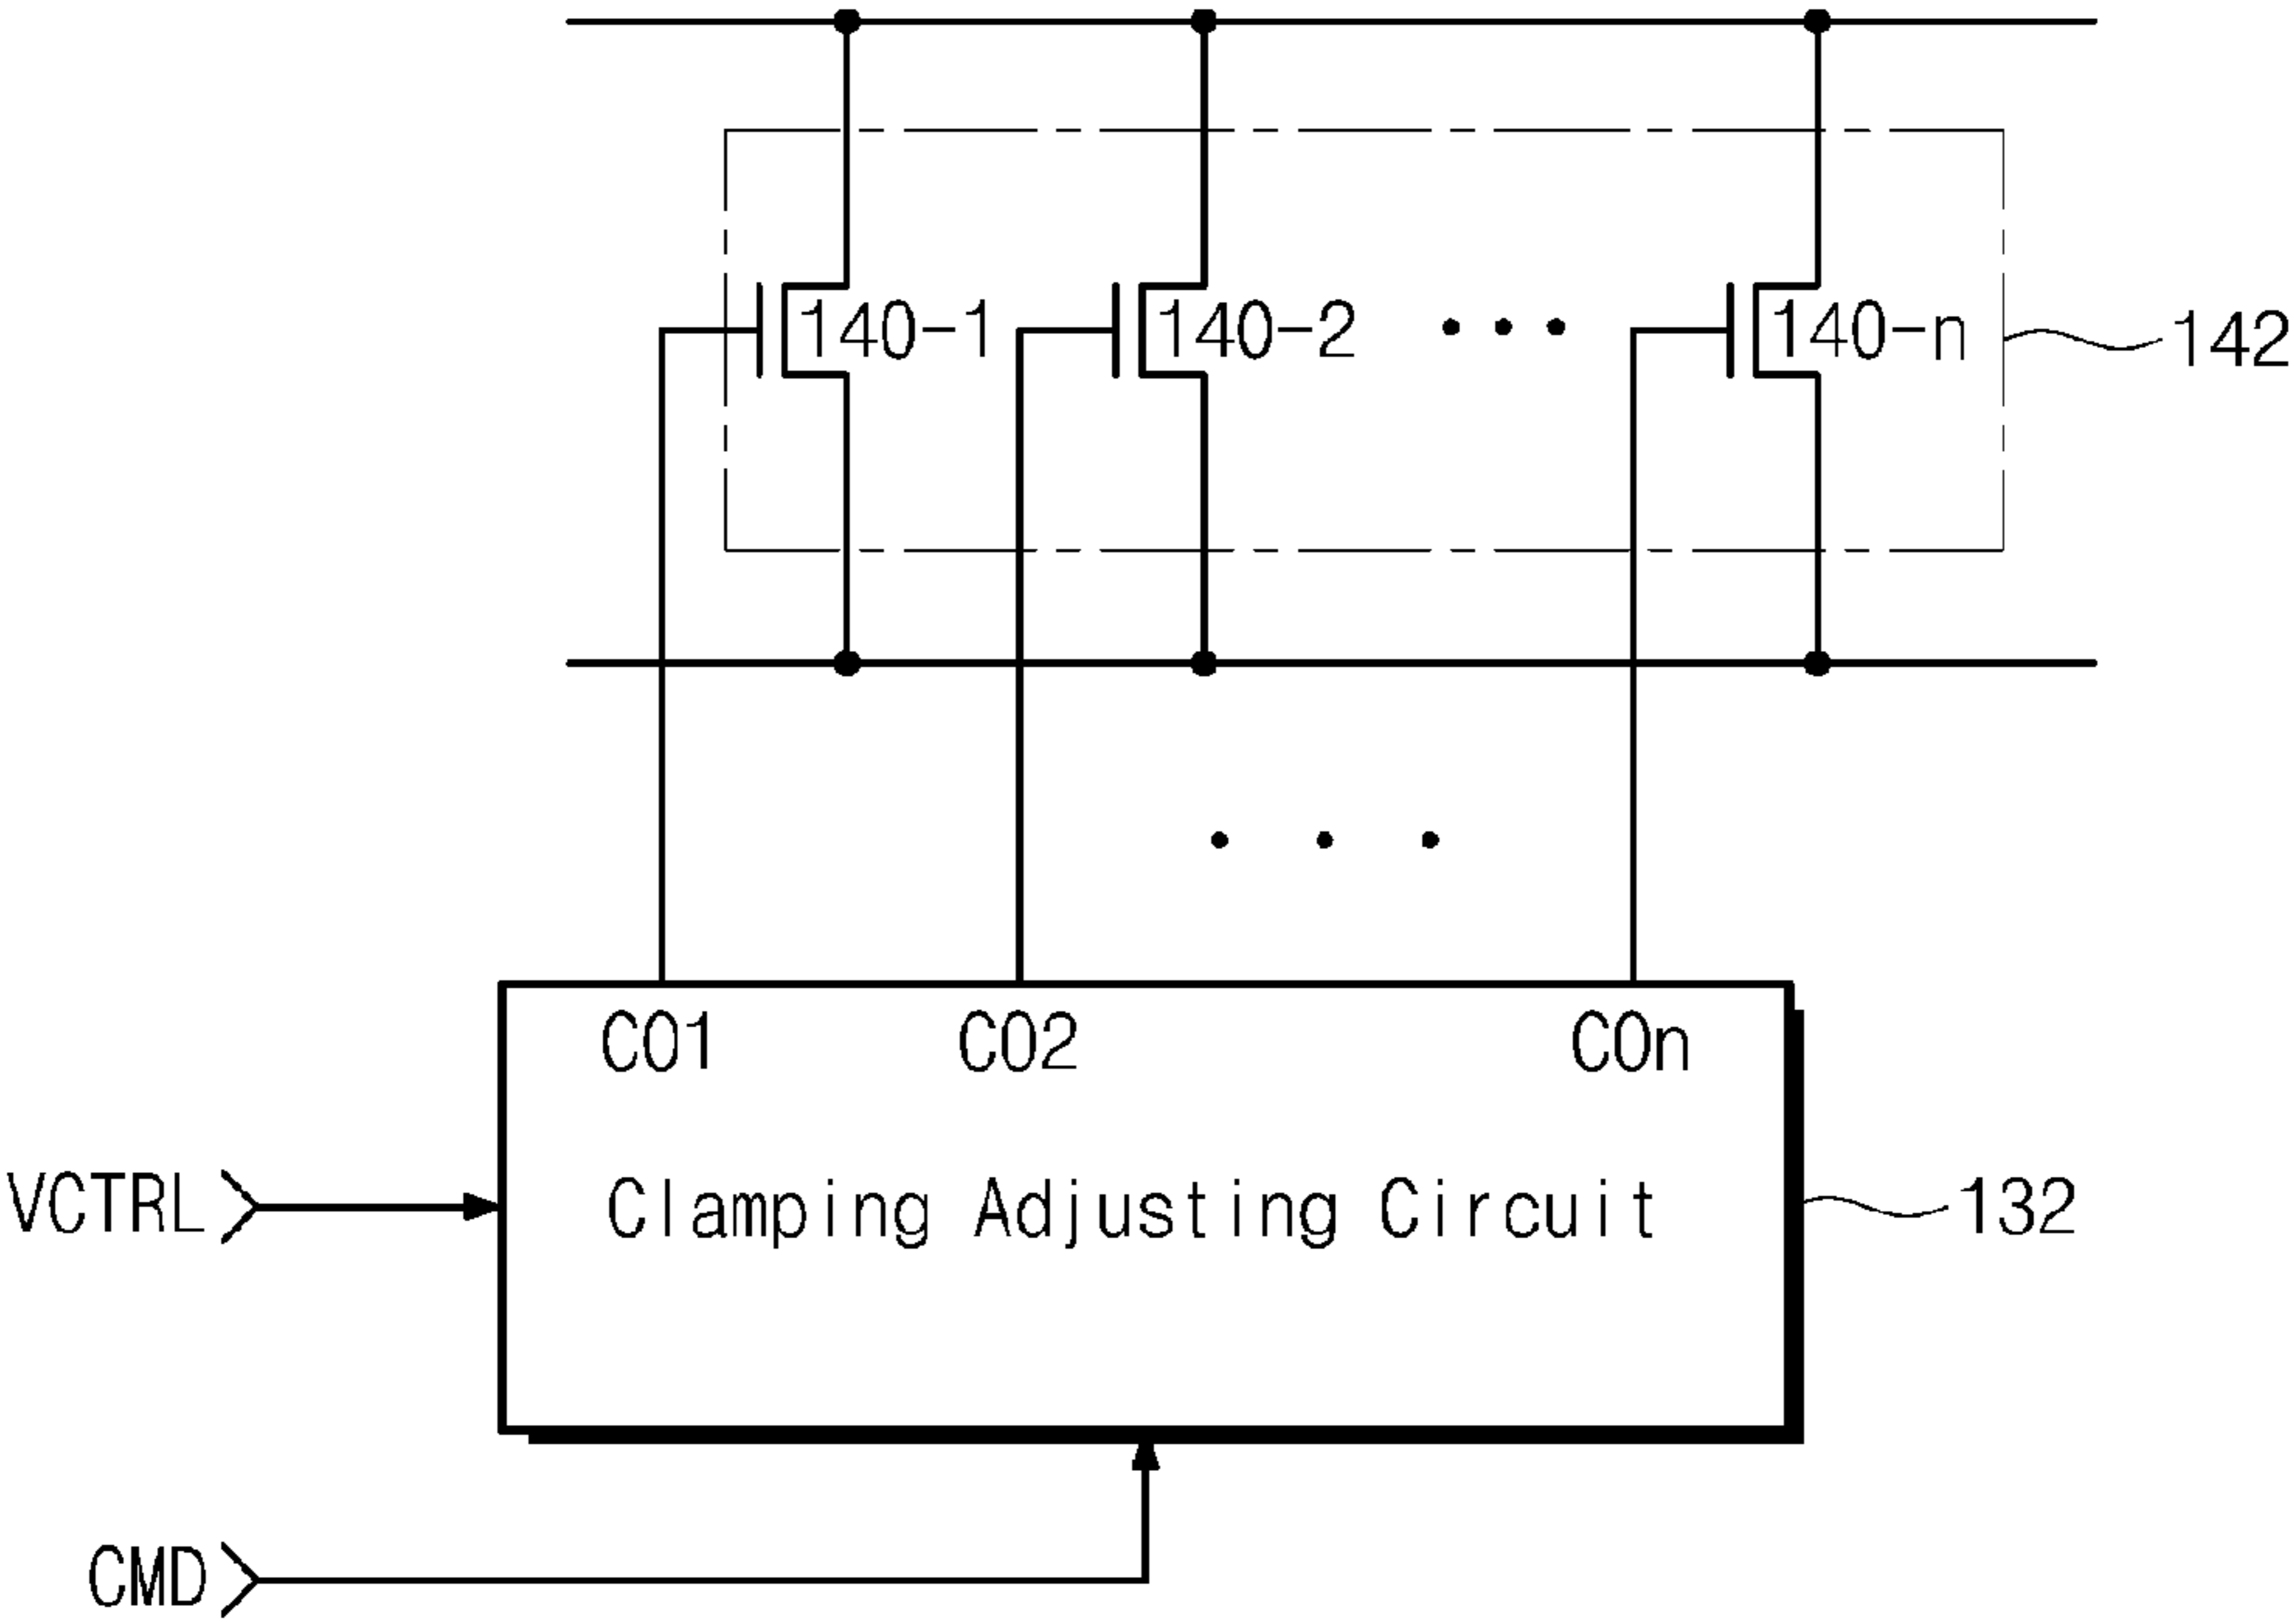 140-1 140-2 ... 140-n 142
...
CO1 CO2 COn
VCTRL Clamping Adjusting Circuit 132
CMD